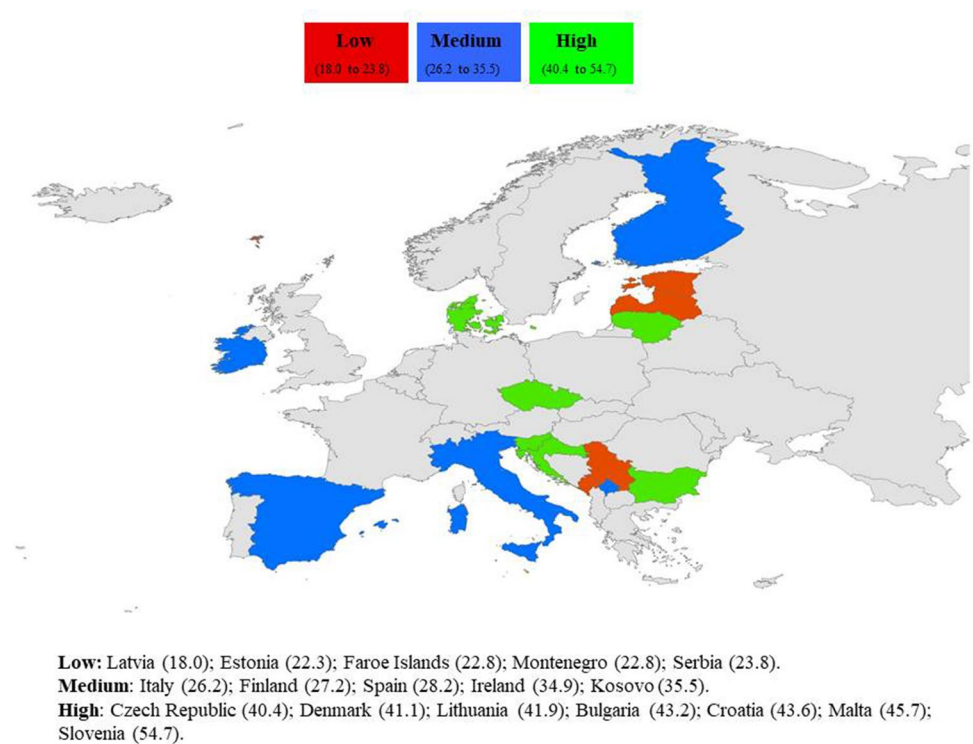 Low
(18.0 to 23.8)
Medium
(26.2 to 35.5)
High
(40.4 to 54.7)
Low: Latvia (18.0); Estonia (22.3); Faroe Islands (22.8); Montenegro (22.8); Serbia (23.8).
Medium: Italy (26.2); Finland (27.2); Spain (28.2); Ireland (34.9); Kosovo (35.5).
High: Czech Republic (40.4); Denmark (41.1); Lithuania (41.9); Bulgaria (43.2); Croatia (43.6); Malta (45.7);
Slovenia (54.7).